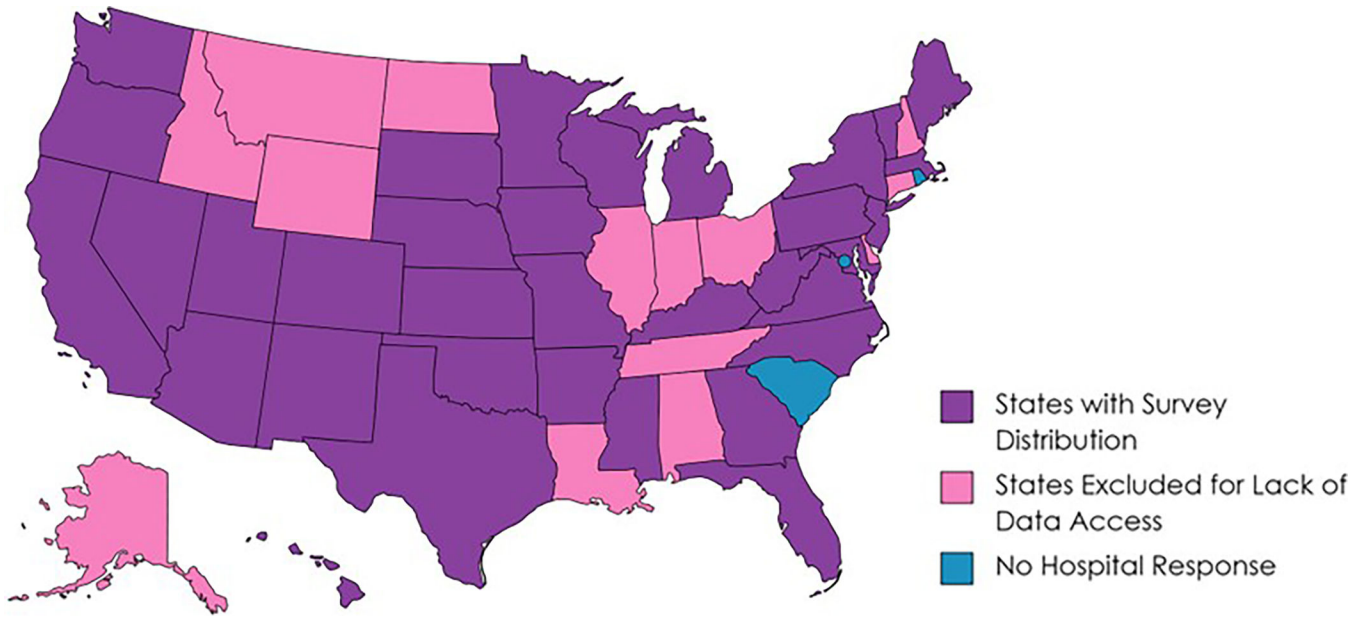 States with Survey
Distribution
States Excluded for Lack of
Data Access
No Hospital Response